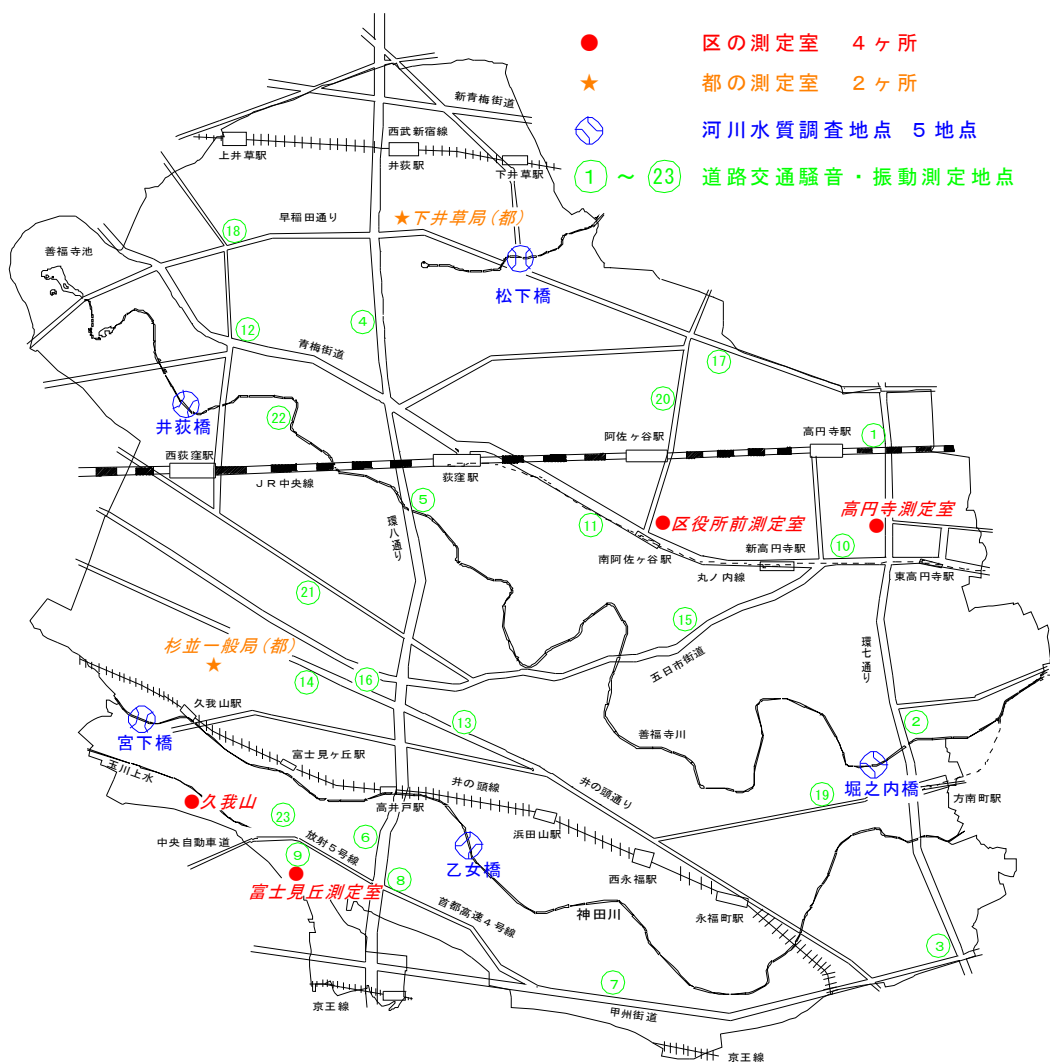 区の測定室 4ヶ所
都の測定室 2ヶ所
河川水質調査地点 5地点
① ～ ㉓ 道路交通騒音・振動測定地点
新青梅街道
西武新宿線
上井草駅
井荻駅
下井草駅
早稲田通り
下井草局(都)
⑱
善福寺池
松下橋
④
⑫
青梅街道
⑰
⑳
井荻橋
㉒
阿佐ヶ谷駅
高円寺駅
①
西荻窪駅
荻窪駅
JR中央線
⑤
環八通り
⑪
区役所前測定室
高円寺測定室
南阿佐ヶ谷駅
新高円寺駅
⑩
丸ノ内線
東高円寺駅
㉑
⑮
杉並一般局(都)
五日市街道
環七通り
⑭
⑯
久我山駅
⑬
②
宮下橋
善福寺川
富士見ヶ丘駅
玉川上水
井の頭線
井の頭通り
堀之内橋
久我山
高井戸駅
⑲
方南町駅
㉓
中央自動車道
放射5号線
⑥
浜田山駅
⑨
乙女橋
西永福駅
富士見丘測定室
⑧
首都高速4号線
神田川
永福町駅
③
⑦
京王線
甲州街道
京王線